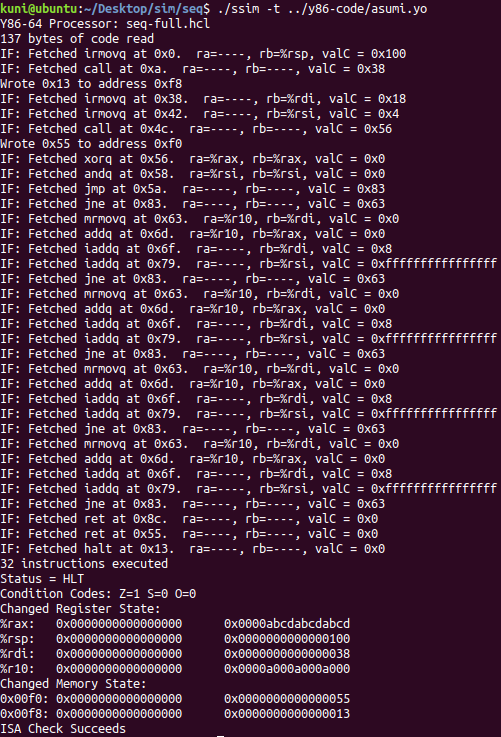 kuni@ubuntu:~/Desktop/sim/seq$ ./ssim -t ../y86-code/asumi.yo
Y86-64 Processor: seq-full.hcl
137 bytes of code read
IF: Fetched irmovq at 0x0.  ra=----, rb=%rsp, valC = 0x100
IF: Fetched call at 0xa.  ra=----, rb=----, valC = 0x38
Wrote 0x13 to address 0xf8
IF: Fetched irmovq at 0x38.  ra=----, rb=%rdi, valC = 0x18
IF: Fetched irmovq at 0x42.  ra=----, rb=%rsi, valC = 0x4
IF: Fetched call at 0x4c.  ra=----, rb=----, valC = 0x56
Wrote 0x55 to address 0xf0
IF: Fetched xorq at 0x56.  ra=%rax, rb=%rax, valC = 0x0
IF: Fetched andq at 0x58.  ra=%rsi, rb=%rsi, valC = 0x0
IF: Fetched jmp at 0x5a.  ra=----, rb=----, valC = 0x83
IF: Fetched jne at 0x83.  ra=----, rb=----, valC = 0x63
IF: Fetched mrmovq at 0x63.  ra=%r10, rb=%rdi, valC = 0x0
IF: Fetched addq at 0x6d.  ra=%r10, rb=%rax, valC = 0x0
IF: Fetched iaddq at 0x6f.  ra=----, rb=%rdi, valC = 0x8
IF: Fetched iaddq at 0x79.  ra=----, rb=%rsi, valC = 0xffffffffffffffff
IF: Fetched jne at 0x83.  ra=----, rb=----, valC = 0x63
IF: Fetched mrmovq at 0x63.  ra=%r10, rb=%rdi, valC = 0x0
IF: Fetched addq at 0x6d.  ra=%r10, rb=%rax, valC = 0x0
IF: Fetched iaddq at 0x6f.  ra=----, rb=%rdi, valC = 0x8
IF: Fetched iaddq at 0x79.  ra=----, rb=%rsi, valC = 0xffffffffffffffff
IF: Fetched jne at 0x83.  ra=----, rb=----, valC = 0x63
IF: Fetched mrmovq at 0x63.  ra=%r10, rb=%rdi, valC = 0x0
IF: Fetched addq at 0x6d.  ra=%r10, rb=%rax, valC = 0x0
IF: Fetched iaddq at 0x6f.  ra=----, rb=%rdi, valC = 0x8
IF: Fetched iaddq at 0x79.  ra=----, rb=%rsi, valC = 0xffffffffffffffff
IF: Fetched jne at 0x83.  ra=----, rb=----, valC = 0x63
IF: Fetched mrmovq at 0x63.  ra=%r10, rb=%rdi, valC = 0x0
IF: Fetched addq at 0x6d.  ra=%r10, rb=%rax, valC = 0x0
IF: Fetched iaddq at 0x6f.  ra=----, rb=%rdi, valC = 0x8
IF: Fetched iaddq at 0x79.  ra=----, rb=%rsi, valC = 0xffffffffffffffff
IF: Fetched jne at 0x83.  ra=----, rb=----, valC = 0x63
IF: Fetched ret at 0x8c.  ra=----, rb=----, valC = 0x0
IF: Fetched ret at 0x55.  ra=----, rb=----, valC = 0x0
IF: Fetched halt at 0x13.  ra=----, rb=----, valC = 0x0
32 instructions executed
Status = HLT
Condition Codes: Z=1 S=0 O=0
Changed Register State:
%rax:   0x0000000000000000      0x0000abcdabcdabcd
%rsp:   0x0000000000000000      0x0000000000000100
%rdi:   0x0000000000000000      0x0000000000000038
%r10:   0x0000000000000000      0x0000a000a000a000
Changed Memory State:
0x00f0: 0x0000000000000000      0x0000000000000055
0x00f8: 0x0000000000000000      0x0000000000000013
ISA Check Succeeds